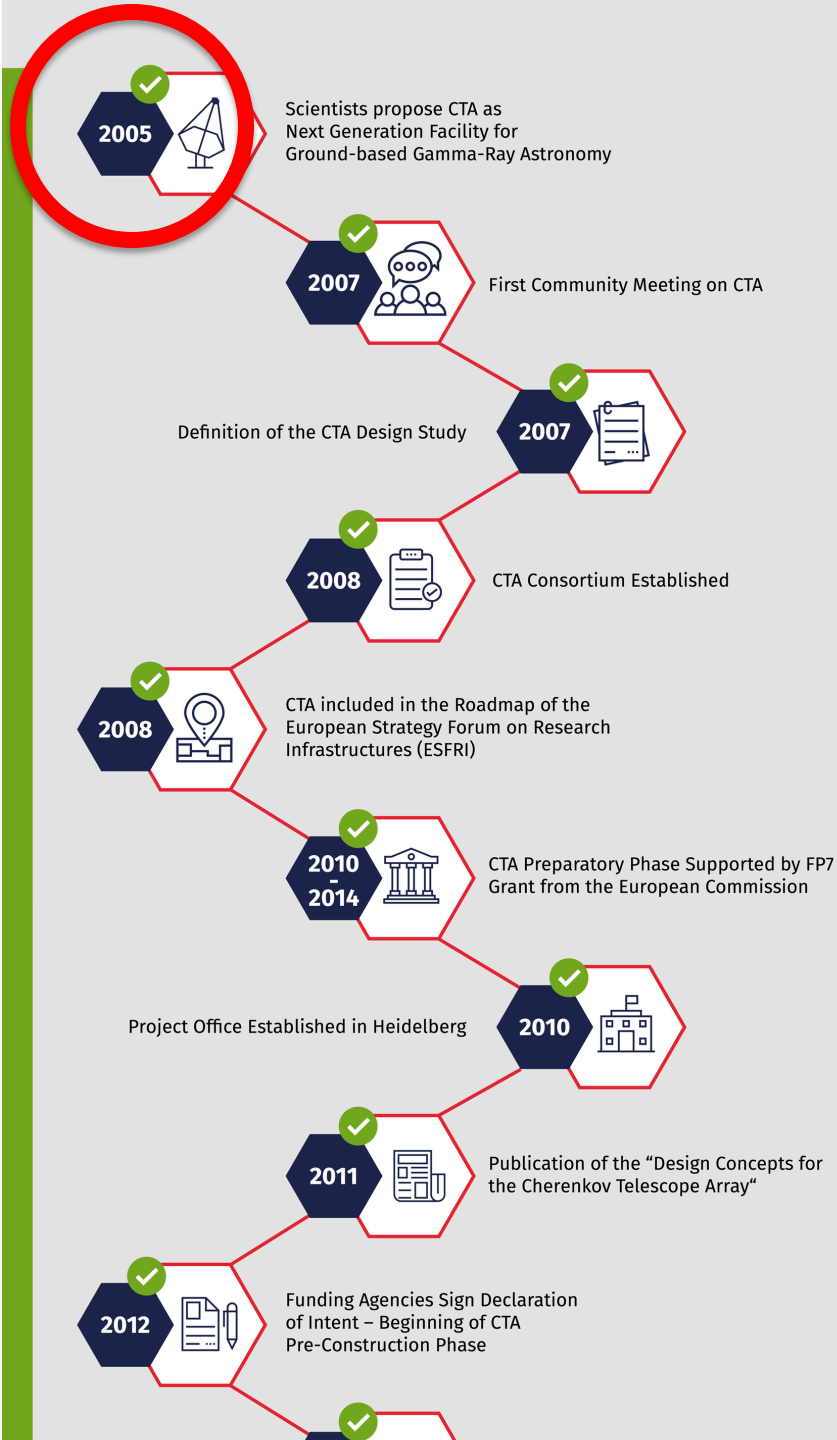 2005
Scientists propose CTA as
Next Generation Facility for
Ground-based Gamma-Ray Astronomy
2007
First Community Meeting on CTA
Definition of the CTA Design Study
2007
2008
CTA Consortium Established
2008
CTA included in the Roadmap of the
European Strategy Forum on Research
Infrastructures (ESFRI)
2010
-
2014
CTA Preparatory Phase Supported by FP7
Grant from the European Commission
Project Office Established in Heidelberg
2010
2011
Publication of the “Design Concepts for
the Cherenkov Telescope Array“
2012
Funding Agencies Sign Declaration
of Intent – Beginning of CTA
Pre-Construction Phase